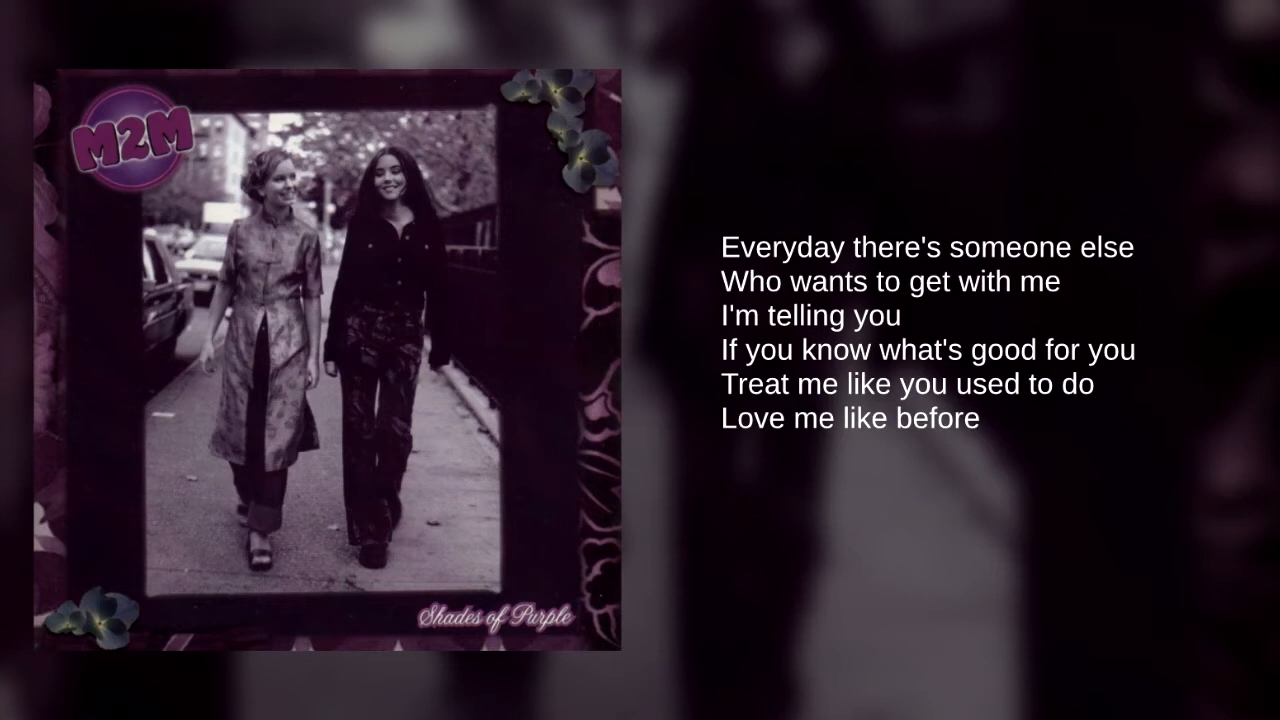 M2M
Shades of Purple
Everyday there's someone else
Who wants to get with me
I'm telling you
If you know what's good for you
Treat me like you used to do
Love me like before